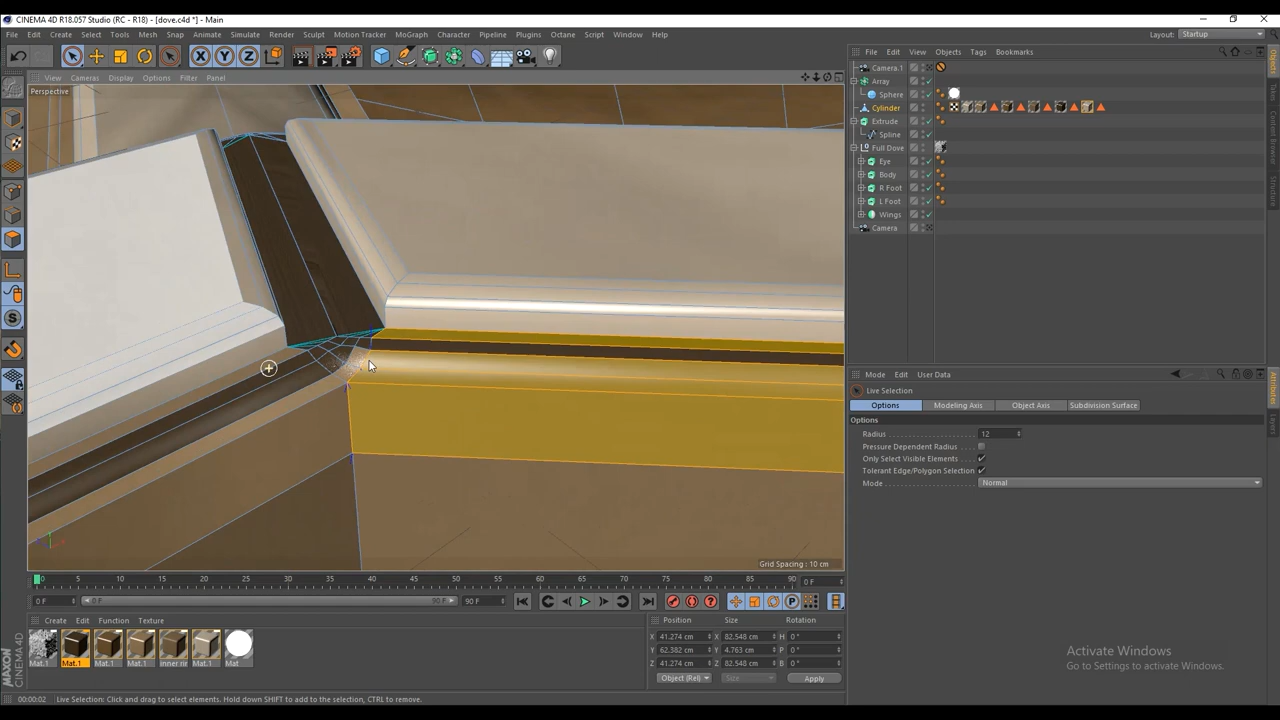 CINEMA 4D R18.057 Studio (RC - R18) - [dove.c4d *] - Main
File Edit Create Select Tools Mesh Snap Animate Simulate Render Sculpt Motion Tracker MoGraph Character Pipeline Plugins Octane Script Window Help
Layout: Startup
X Y Z
View Cameras Display Options Filter Panel
Perspective
File Edit View Objects Tags Bookmarks
Camera.1
Array
Sphere
Cylinder
Extrude
Spline
Full Dove
Eye
Body
R Foot
L Foot
Wings
Camera
Objects
Takes
Content Browser
Structure
Mode Edit User Data
Live Selection
Options Modeling Axis Object Axis Subdivision Surface
Options
Radius 12
Pressure Dependent Radius
Only Select Visible Elements
Tolerant Edge/Polygon Selection
Mode Normal
Attributes
Layers
Grid Spacing : 10 cm
0 5 10 15 20 25 30 35 40 45 50 55 60 65 70 75 80 85 90 0 F
0 F 0 F 90 F 90 F
Create Edit Function Texture
Mat.1 Mat.1 Mat.1 Mat.1 inner rir Mat.1 Mat
Position Size Rotation
X 41.274 cm X 82.548 cm H 0 °
Y 62.382 cm Y 4.763 cm P 0 °
Z 41.274 cm Z 82.548 cm B 0 °
Object (Rel) Size Apply
MAXON CINEMA 4D
Activate Windows
Go to Settings to activate Windows.
00:00:02 Live Selection: Click and drag to select elements. Hold down SHIFT to add to the selection, CTRL to remove.